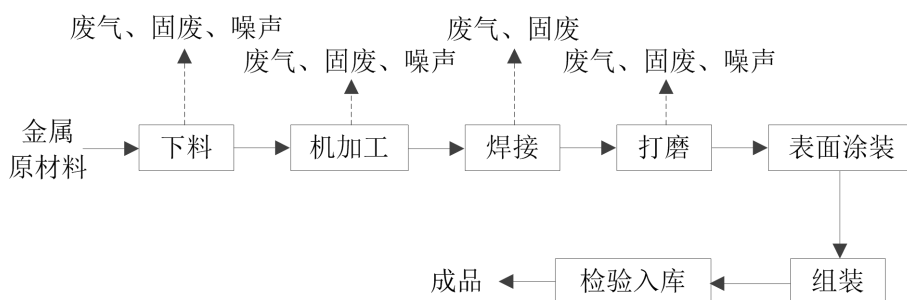 废气、固废、噪声
废气、固废、噪声
废气、固废
废气、固废、噪声
金属
原材料
下料
机加工
焊接
打磨
表面涂装
组装
检验入库
成品